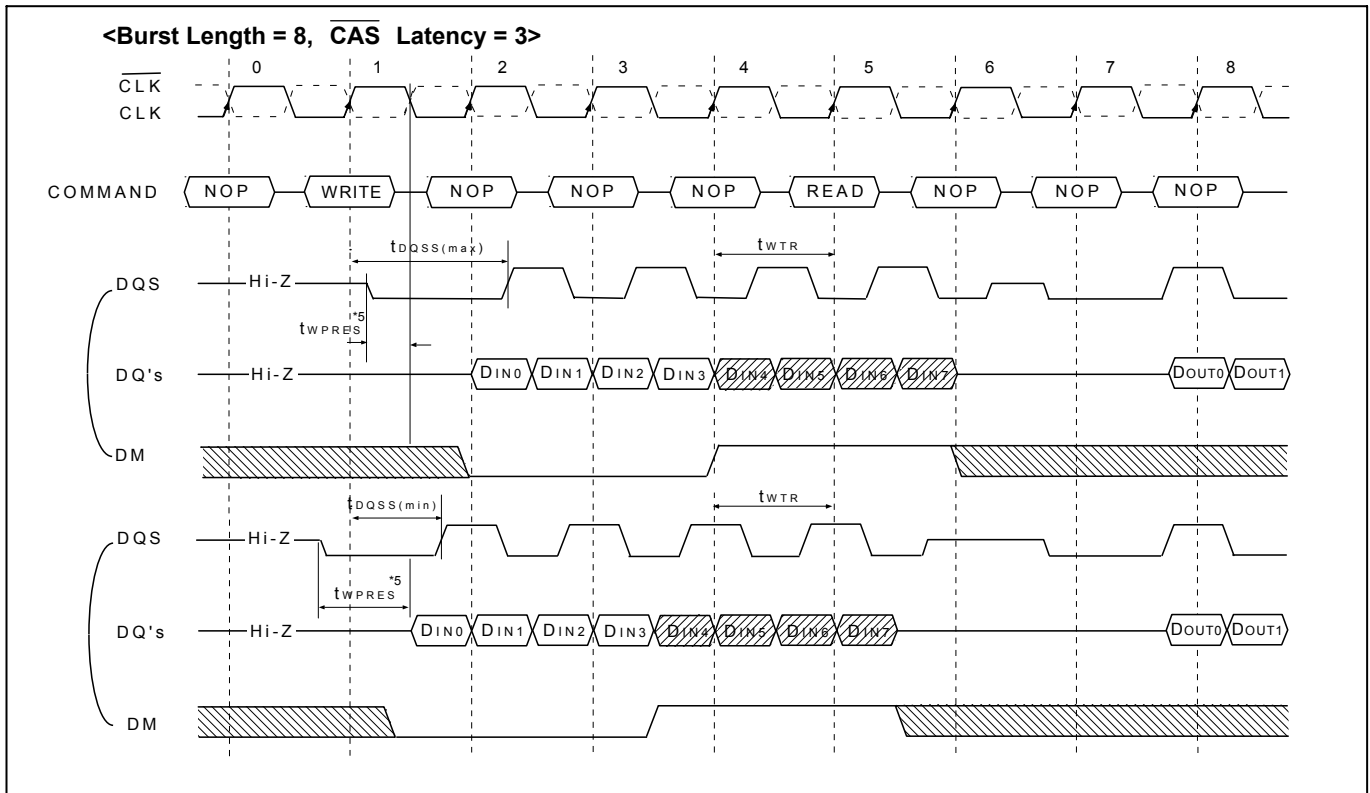 <Burst Length = 8, CAS Latency = 3>
0 1 2 3 4 5 6 7 8
CLK
CLK
COMMAND NOP WRITE NOP NOP NOP READ NOP NOP NOP
tDQSS(max) tWTR
DQS Hi-Z
tWPRES*5
DQ's Hi-Z DIN0 DIN1 DIN2 DIN3 DIN4 DIN5 DIN6 DIN7 DOUT0 DOUT1
DM
tDQSS(min) tWTR
DQS Hi-Z
tWPRES*5
DQ's Hi-Z DIN0 DIN1 DIN2 DIN3 DIN4 DIN5 DIN6 DIN7 DOUT0 DOUT1
DM